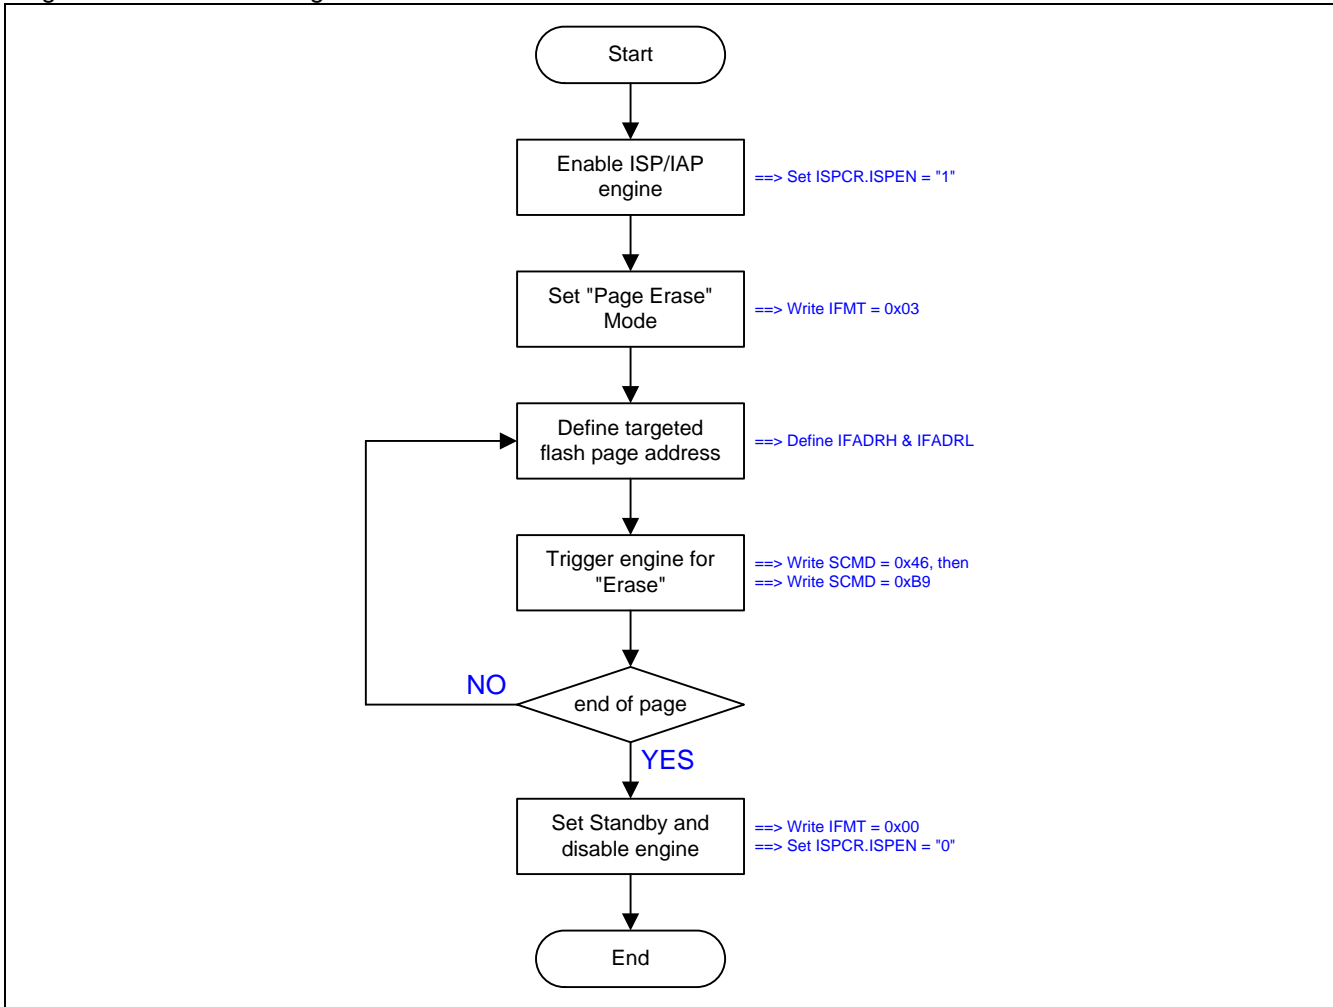 Start
Enable ISP/IAP
engine
==> Set ISPCR.ISPEN = "1"
Set "Page Erase"
Mode
==> Write IFMT = 0x03
Define targeted
flash page address
==> Define IFADRH & IFADRL
Trigger engine for
"Erase"
==> Write SCMD = 0x46, then
==> Write SCMD = 0xB9
end of page
NO
YES
Set Standby and
disable engine
==> Write IFMT = 0x00
==> Set ISPCR.ISPEN = "0"
End